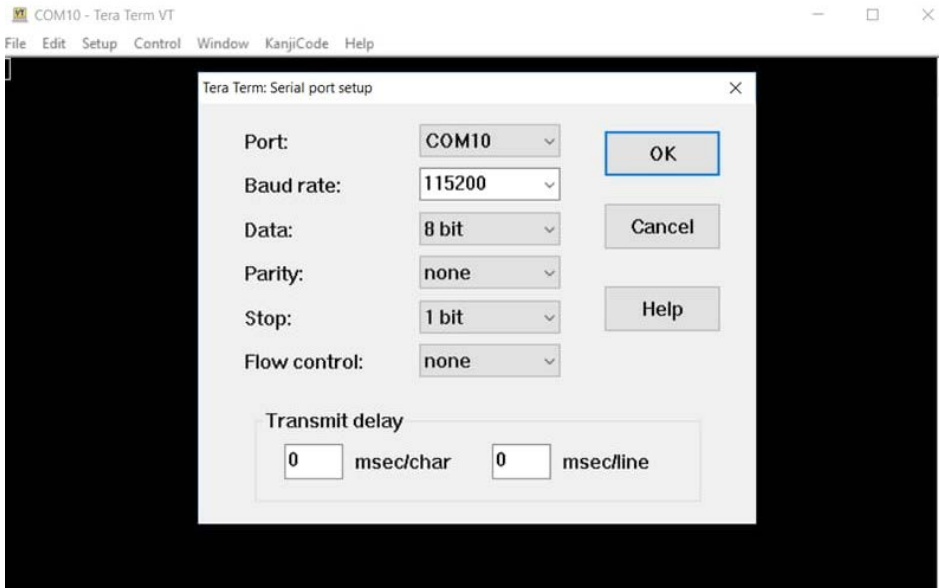 VT COM10 - Tera Term VT
File Edit Setup Control Window KanjiCode Help
Tera Term: Serial port setup
Port: COM10 OK
Baud rate: 115200
Data: 8 bit Cancel
Parity: none
Stop: 1 bit Help
Flow control: none
Transmit delay
0 msec/char 0 msec/line